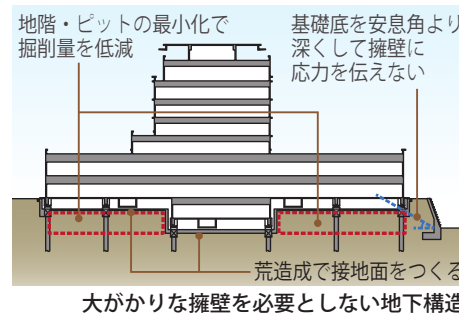 地階・ピットの最小化で
掘削量を低減
基礎底を安息角より
深くして擁壁に
応力を伝えない
荒造成で接地面をつくる
大がかりな擁壁を必要としない地下構造